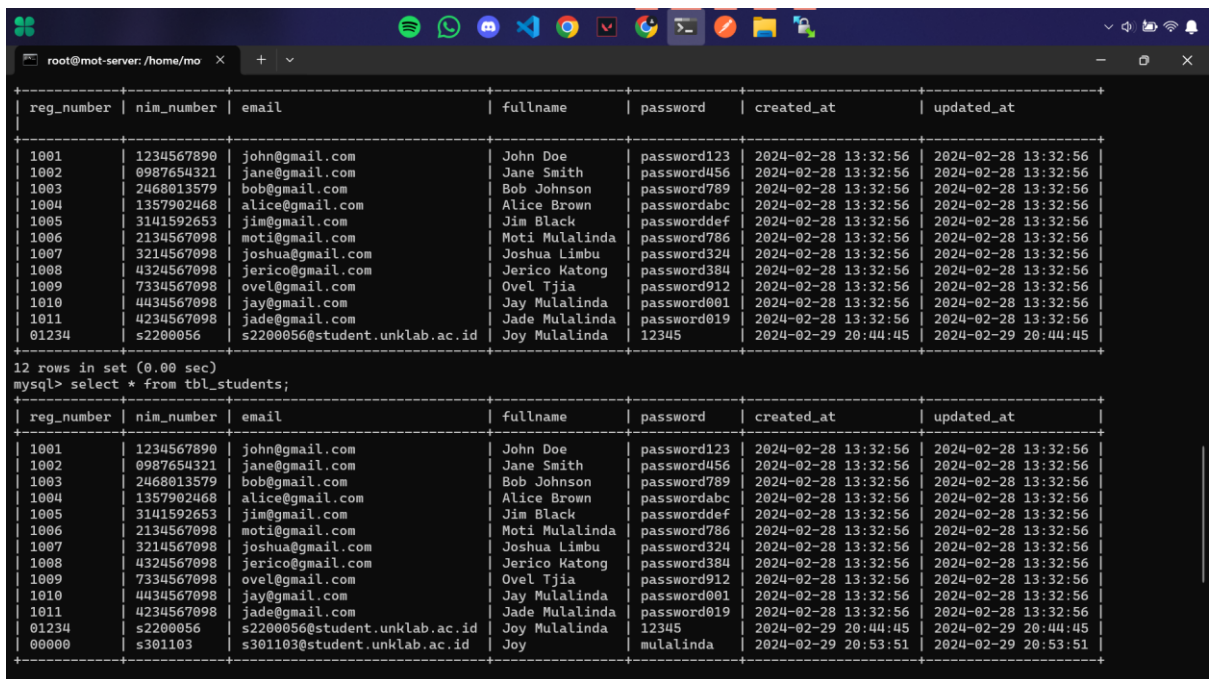 root@mot-server: /home/mo
+------------+------------+------------------------------+----------------+-------------+---------------------+---------------------+
| reg_number | nim_number | email | fullname | password | created_at | updated_at
|
+------------+------------+------------------------------+----------------+-------------+---------------------+---------------------+
| 1001 | 1234567890 | john@gmail.com | John Doe | password123 | 2024-02-28 13:32:56 | 2024-02-28 13:32:56 |
| 1002 | 0987654321 | jane@gmail.com | Jane Smith | password456 | 2024-02-28 13:32:56 | 2024-02-28 13:32:56 |
| 1003 | 2468013579 | bob@gmail.com | Bob Johnson | password789 | 2024-02-28 13:32:56 | 2024-02-28 13:32:56 |
| 1004 | 1357902468 | alice@gmail.com | Alice Brown | passwordabc | 2024-02-28 13:32:56 | 2024-02-28 13:32:56 |
| 1005 | 3141592653 | jim@gmail.com | Jim Black | passworddef | 2024-02-28 13:32:56 | 2024-02-28 13:32:56 |
| 1006 | 2134567098 | moti@gmail.com | Moti Mulalinda | password786 | 2024-02-28 13:32:56 | 2024-02-28 13:32:56 |
| 1007 | 3214567098 | joshua@gmail.com | Joshua Limbu | password324 | 2024-02-28 13:32:56 | 2024-02-28 13:32:56 |
| 1008 | 4324567098 | jerico@gmail.com | Jerico Katong | password384 | 2024-02-28 13:32:56 | 2024-02-28 13:32:56 |
| 1009 | 7334567098 | ovel@gmail.com | Ovel Tjia | password912 | 2024-02-28 13:32:56 | 2024-02-28 13:32:56 |
| 1010 | 4434567098 | jay@gmail.com | Jay Mulalinda | password001 | 2024-02-28 13:32:56 | 2024-02-28 13:32:56 |
| 1011 | 4234567098 | jade@gmail.com | Jade Mulalinda | password019 | 2024-02-28 13:32:56 | 2024-02-28 13:32:56 |
| 01234 | s2200056 | s2200056@student.unklab.ac.id | Joy Mulalinda | 12345 | 2024-02-29 20:44:45 | 2024-02-29 20:44:45 |
+------------+------------+------------------------------+----------------+-------------+---------------------+---------------------+
12 rows in set (0.00 sec)
mysql> select * from tbl_students;
+------------+------------+------------------------------+----------------+-------------+---------------------+---------------------+
| reg_number | nim_number | email | fullname | password | created_at | updated_at |
+------------+------------+------------------------------+----------------+-------------+---------------------+---------------------+
| 1001 | 1234567890 | john@gmail.com | John Doe | password123 | 2024-02-28 13:32:56 | 2024-02-28 13:32:56 |
| 1002 | 0987654321 | jane@gmail.com | Jane Smith | password456 | 2024-02-28 13:32:56 | 2024-02-28 13:32:56 |
| 1003 | 2468013579 | bob@gmail.com | Bob Johnson | password789 | 2024-02-28 13:32:56 | 2024-02-28 13:32:56 |
| 1004 | 1357902468 | alice@gmail.com | Alice Brown | passwordabc | 2024-02-28 13:32:56 | 2024-02-28 13:32:56 |
| 1005 | 3141592653 | jim@gmail.com | Jim Black | passworddef | 2024-02-28 13:32:56 | 2024-02-28 13:32:56 |
| 1006 | 2134567098 | moti@gmail.com | Moti Mulalinda | password786 | 2024-02-28 13:32:56 | 2024-02-28 13:32:56 |
| 1007 | 3214567098 | joshua@gmail.com | Joshua Limbu | password324 | 2024-02-28 13:32:56 | 2024-02-28 13:32:56 |
| 1008 | 4324567098 | jerico@gmail.com | Jerico Katong | password384 | 2024-02-28 13:32:56 | 2024-02-28 13:32:56 |
| 1009 | 7334567098 | ovel@gmail.com | Ovel Tjia | password912 | 2024-02-28 13:32:56 | 2024-02-28 13:32:56 |
| 1010 | 4434567098 | jay@gmail.com | Jay Mulalinda | password001 | 2024-02-28 13:32:56 | 2024-02-28 13:32:56 |
| 1011 | 4234567098 | jade@gmail.com | Jade Mulalinda | password019 | 2024-02-28 13:32:56 | 2024-02-28 13:32:56 |
| 01234 | s2200056 | s2200056@student.unklab.ac.id | Joy Mulalinda | 12345 | 2024-02-29 20:44:45 | 2024-02-29 20:44:45 |
| 00000 | s301103 | s301103@student.unklab.ac.id | Joy | mulalinda | 2024-02-29 20:53:51 | 2024-02-29 20:53:51 |
+------------+------------+------------------------------+----------------+-------------+---------------------+---------------------+